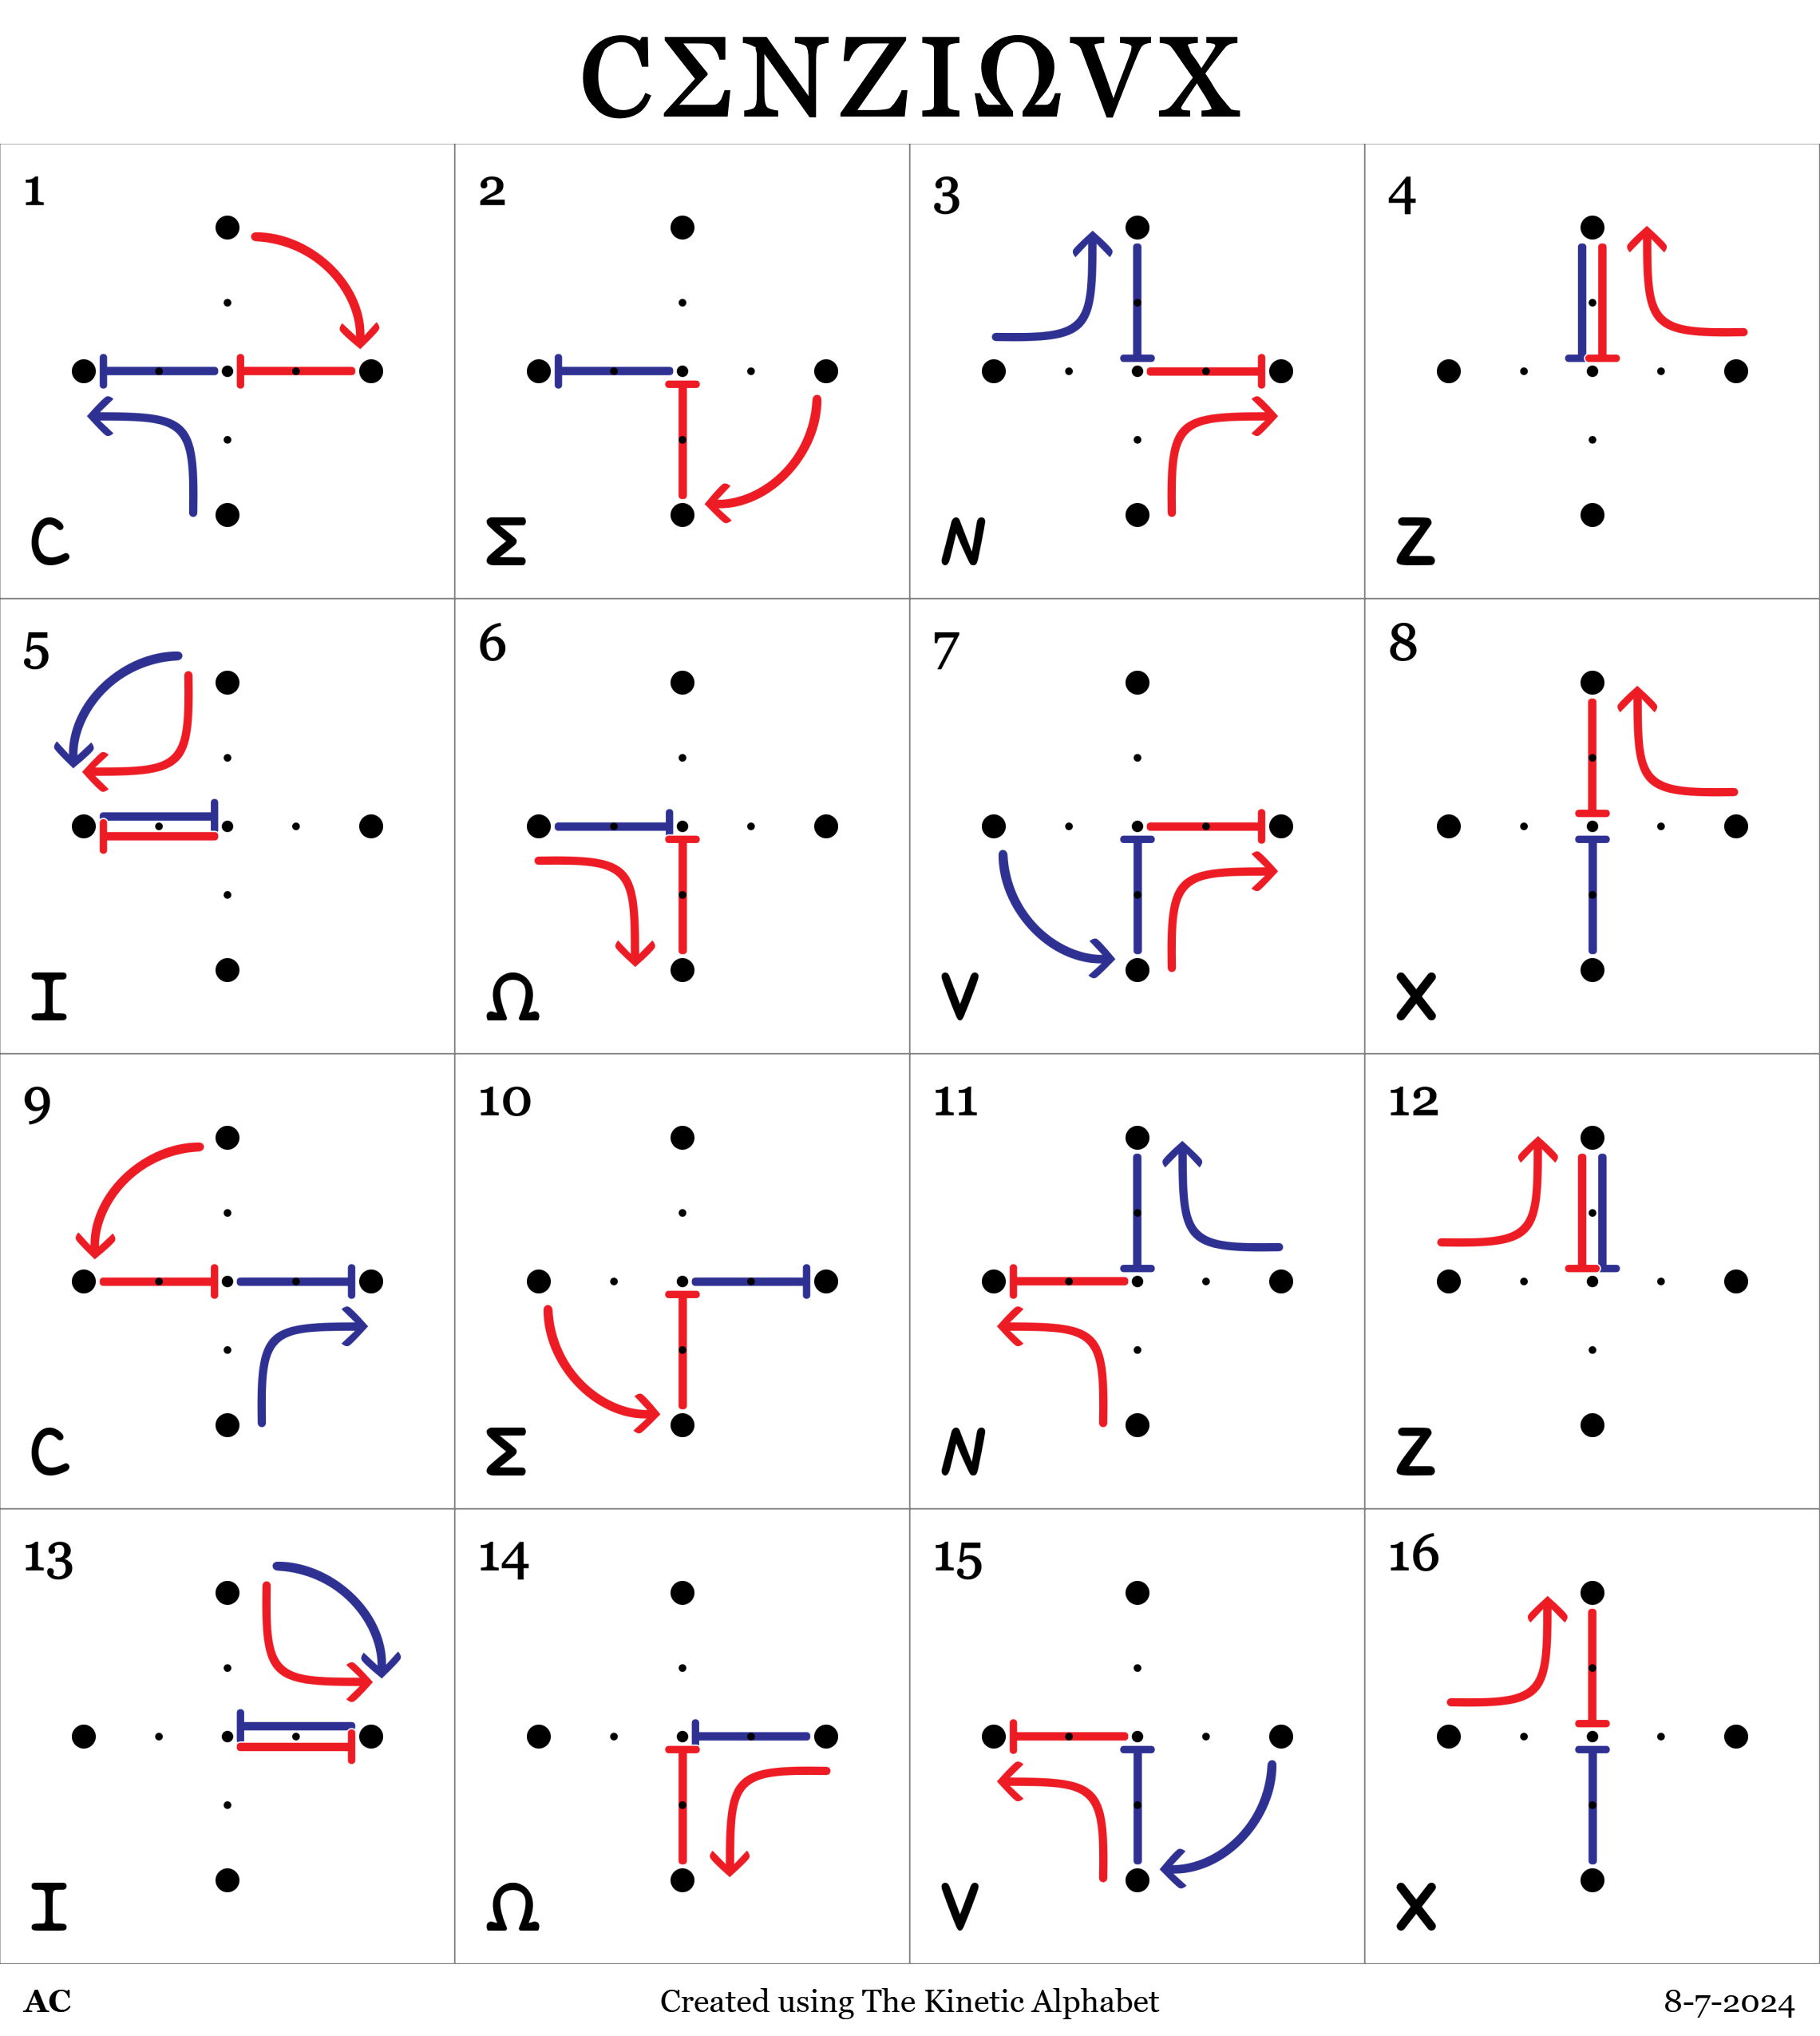 CΣNZIΩVX
1 2 3 4
C Σ N Z
5 6 7 8
I Ω V X
9 10 11 12
C Σ N Z
13 14 15 16
I Ω V X
AC Created using The Kinetic Alphabet 8-7-2024